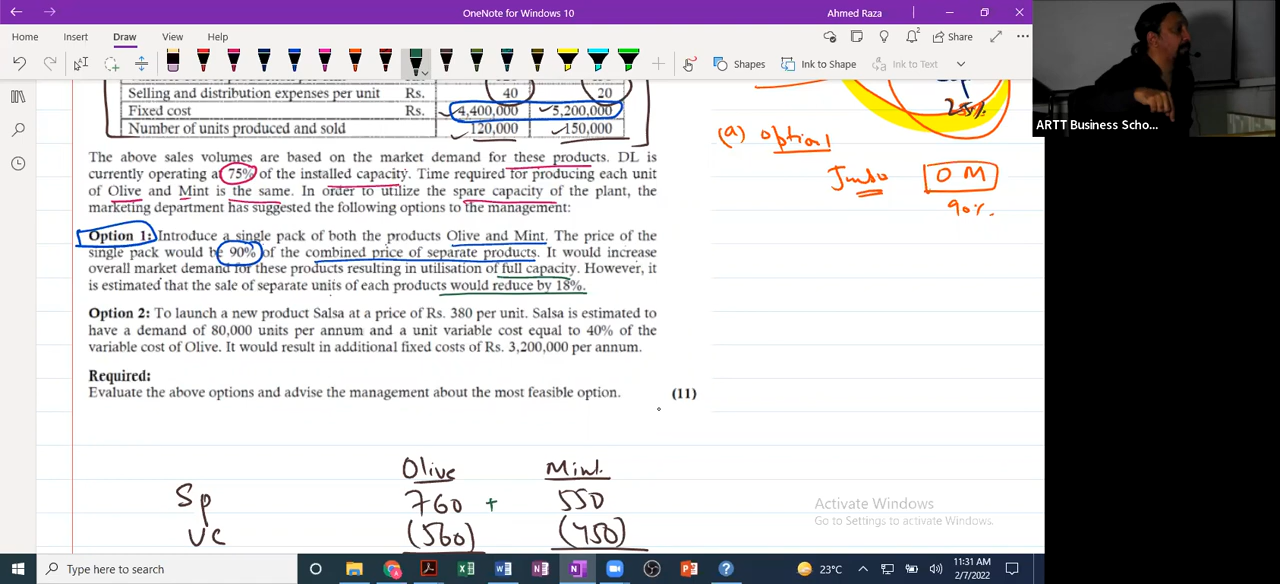 OneNote for Windows 10
Ahmed Raza
Home Insert Draw View Help
Share
Shapes Ink to Shape Ink to Text
Selling and distribution expenses per unit Rs. 40 20
Fixed cost Rs. 4,400,000 5,200,000
Number of units produced and sold 120,000 150,000
The above sales volumes are based on the market demand for these products. DL is
currently operating at 75% of the installed capacity. Time required for producing each unit
of Olive and Mint is the same. In order to utilize the spare capacity of the plant, the
marketing department has suggested the following options to the management:
Option 1: Introduce a single pack of both the products Olive and Mint. The price of the
single pack would be 90% of the combined price of separate products. It would increase
overall market demand for these products resulting in utilisation of full capacity. However, it
is estimated that the sale of separate units of each products would reduce by 18%.
Option 2: To launch a new product Salsa at a price of Rs. 380 per unit. Salsa is estimated to
have a demand of 80,000 units per annum and a unit variable cost equal to 40% of the
variable cost of Olive. It would result in additional fixed costs of Rs. 3,200,000 per annum.
Required:
Evaluate the above options and advise the management about the most feasible option. (11)
25%
(a) option 1
Jumbo O M
90%
Olive Mint
Sp 760 + 550
VC (560) (450)
ARTT Business Scho...
Activate Windows
Go to Settings to activate Windows.
Type here to search
23°C
11:31 AM
2/7/2022